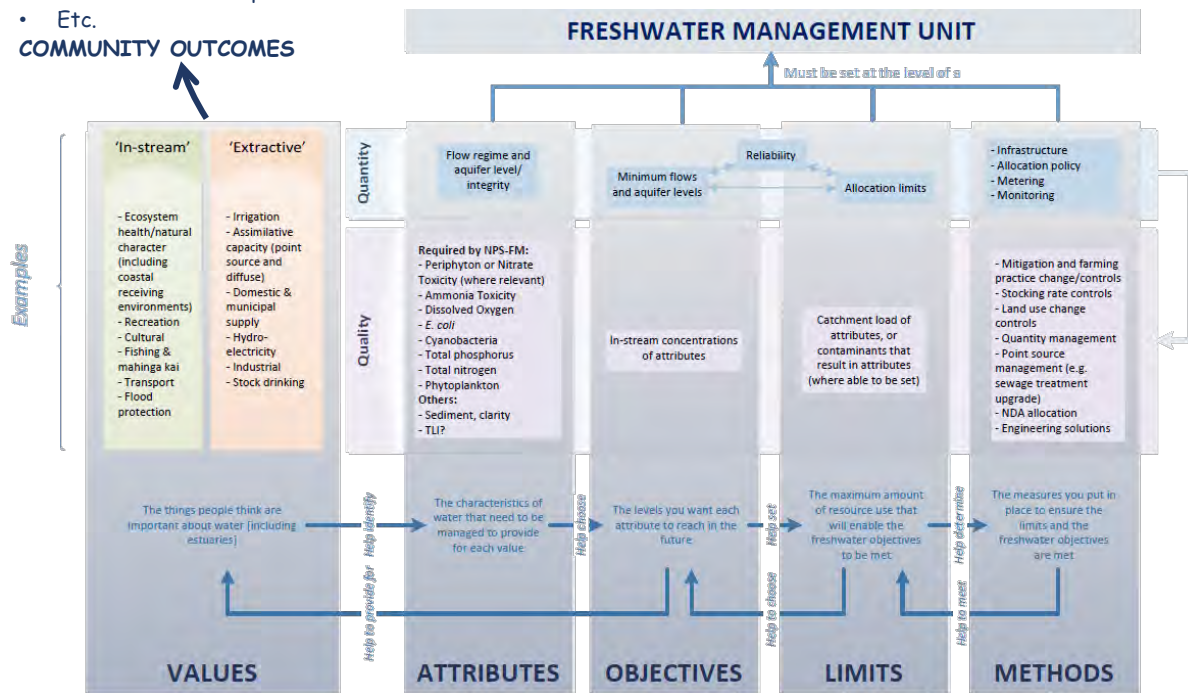 • Etc.
COMMUNITY OUTCOMES
FRESHWATER MANAGEMENT UNIT
Must be set at the level of a
Examples
'In-stream'
- Ecosystem
health/natural
character
(including
coastal
receiving
environments)
- Recreation
- Cultural
- Fishing &
mahinga kai
- Transport
- Flood
protection
'Extractive'
- Irrigation
- Assimilative
capacity (point
source and
diffuse)
- Domestic &
municipal
supply
- Hydro-
electricity
- Industrial
- Stock drinking
Quantity
Flow regime and
aquifer level/
integrity
Reliability
Minimum flows
and aquifer levels
Allocation limits
- Infrastructure
- Allocation policy
- Metering
- Monitoring
Quality
Required by NPS-FM:
- Periphyton or Nitrate
Toxicity (where relevant)
- Ammonia Toxicity
- Dissolved Oxygen
- E. coli
- Cyanobacteria
- Total phosphorus
- Total nitrogen
- Phytoplankton
Others:
- Sediment, clarity
- TLI?
In-stream concentrations
of attributes
Catchment load of
attributes, or
contaminants that
result in attributes
(where able to be set)
- Mitigation and farming
practice change/controls
- Stocking rate controls
- Land use change
controls
- Quantity management
- Point source
management (e.g.
sewage treatment
upgrade)
- NDA allocation
- Engineering solutions
The things people think are
important about water [including
estuaries]
Help identify
The characteristics of
water that need to be
managed to provide
for each value
Help choose
The levels you want each
attribute to reach in the
future
Help set
The maximum amount
of resource use that
will enable the
freshwater objectives
to be met
Help determine
The measures you put in
place to ensure the
limits and the
freshwater objectives
are met
Help to provide for
Help to choose
Help to meet
VALUES
ATTRIBUTES
OBJECTIVES
LIMITS
METHODS